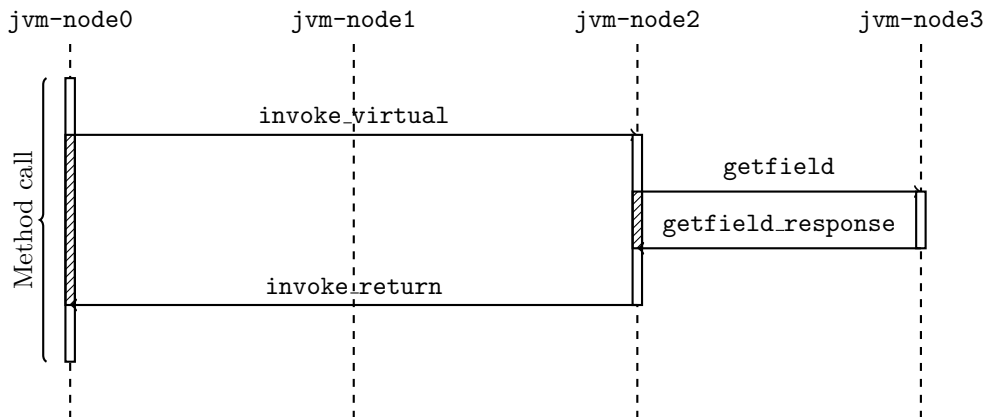 jvm-node0 jvm-node1 jvm-node2 jvm-node3
invoke_virtual
getfield
getfield_response
invoke_return
Method call